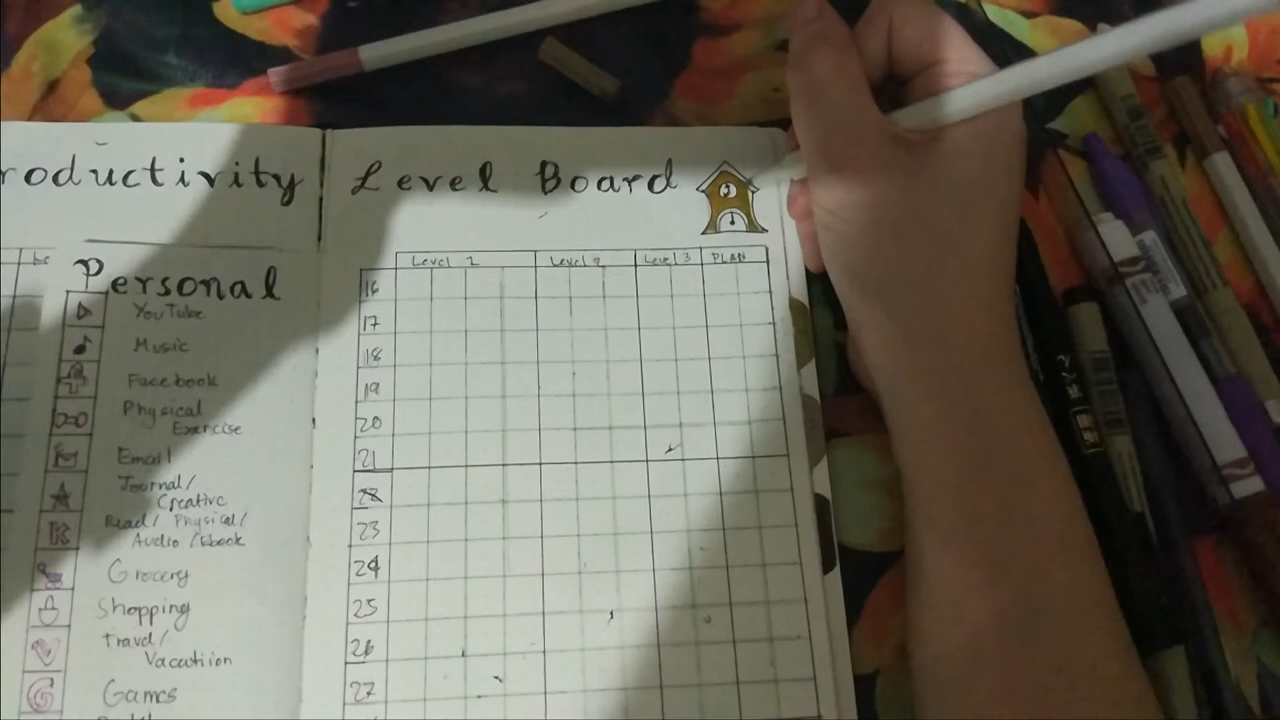 roductivity
Personal
YouTube
Music
Facebook
Physical
Exercise
Email
Journal/
Creative
Read/ Physical/
Audio/Ebook
Grocery
Shopping
Travel/
Vacatiion
Games
Level Board
Level 1
Level 2
Level 3
PLAN
16
17
18
19
20
21
22
23
24
25
26
27